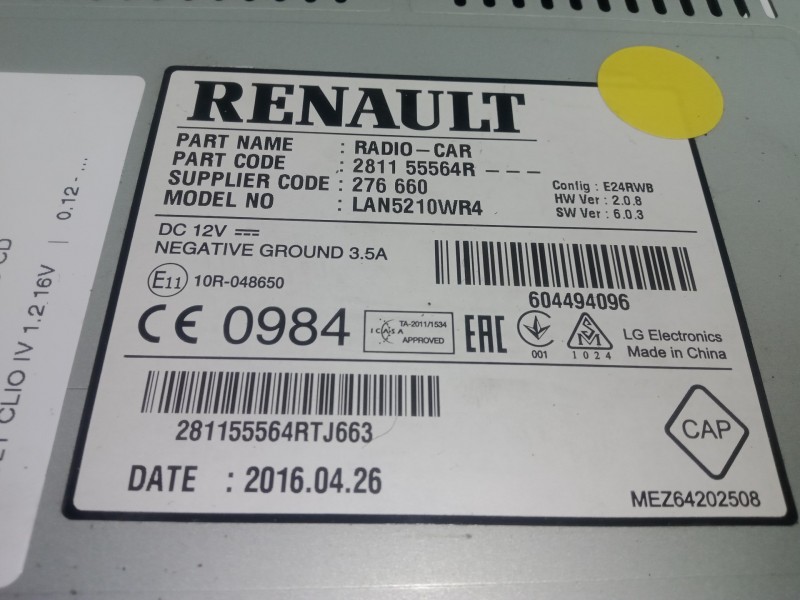 RENAULT
PART NAME : RADIO-CAR
PART CODE : 2811 55564R - - -
SUPPLIER CODE : 276 660
MODEL NO : LAN5210WR4
Config : E24RWB
HW Ver : 2.0.8
SW Ver : 6.0.3
DC 12V
NEGATIVE GROUND 3.5A
E11 10R-048650
604494096
CE 0984
ICASA
TA-2011/1534
APPROVED
EAC
001
1024
LG Electronics
Made in China
281155564RTJ663
CAP
DATE : 2016.04.26
MEZ64202508
CD
CLIO IV 1.2 16V | 0.12 - ...